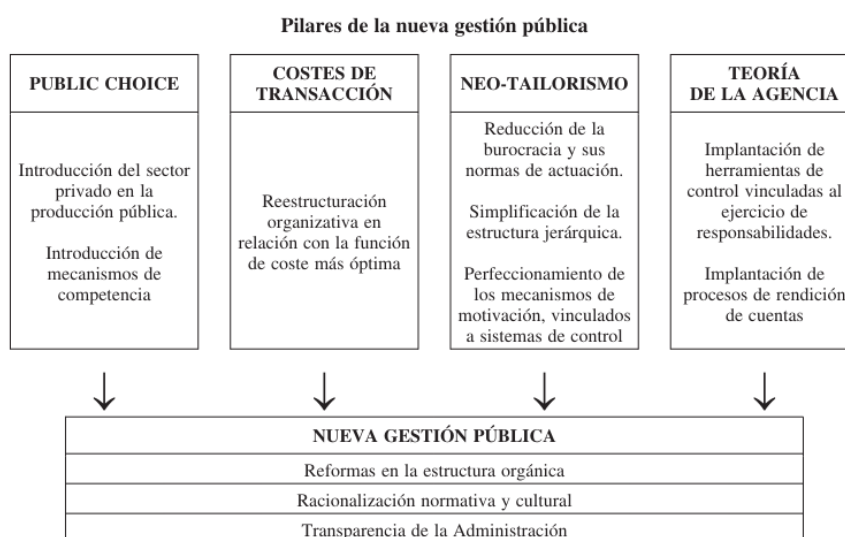 Pilares de la nueva gestión pública
PUBLIC CHOICE
Introducción del sector
privado en la
producción pública.
Introducción de
mecanismos de
competencia
COSTES DE
TRANSACCIÓN
Reestructuración
organizativa en
relación con la función
de coste más óptima
NEO-TAILORISMO
Reducción de la
burocracia y sus
normas de actuación.
Simplificación de la
estructura jerárquica.
Perfeccionamiento de
los mecanismos de
motivación, vinculados
a sistemas de control
TEORÍA
DE LA AGENCIA
Implantación de
herramientas de
control vinculadas al
ejercicio de
responsabilidades.
Implantación de
procesos de rendición
de cuentas
NUEVA GESTIÓN PÚBLICA
Reformas en la estructura orgánica
Racionalización normativa y cultural
Transparencia de la Administración